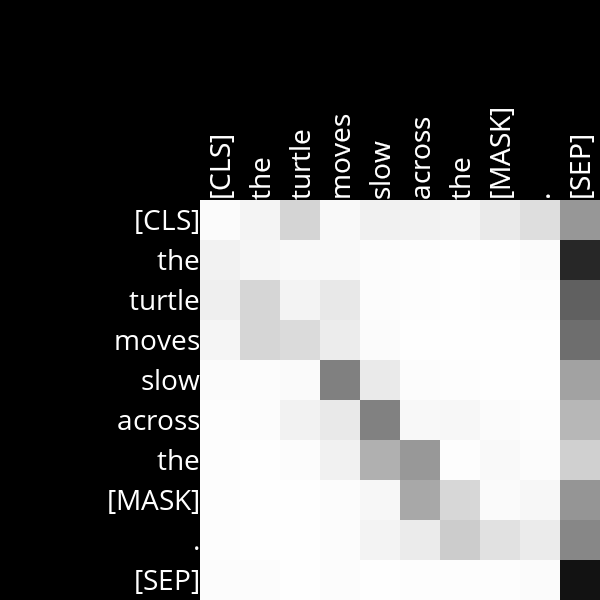 [CLS]
the
turtle
moves
slow
across
the
[MASK]
.
[SEP]
[CLS]
the
turtle
moves
slow
across
the
[MASK]
.
[SEP]